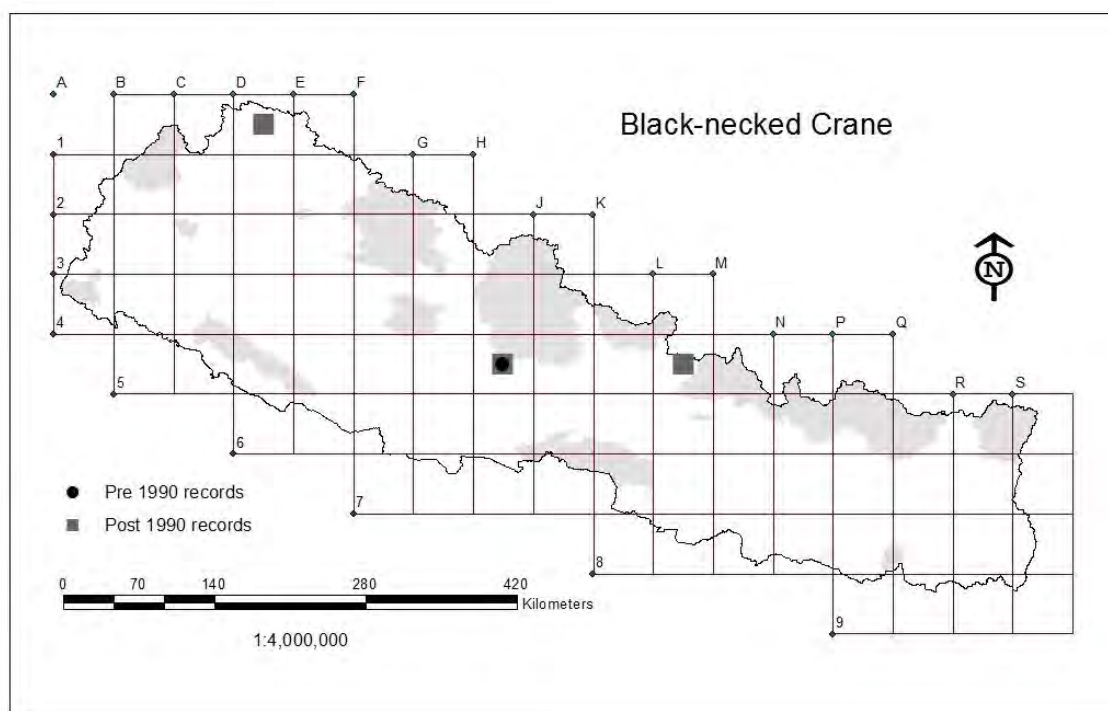 A B C D E F
Black-necked Crane
1 G H
2 J K
N
3 L M
4 N P Q
5 R S
6
Pre 1990 records
7
Post 1990 records
8
0 70 140 280 420
Kilometers
1:4,000,000
9